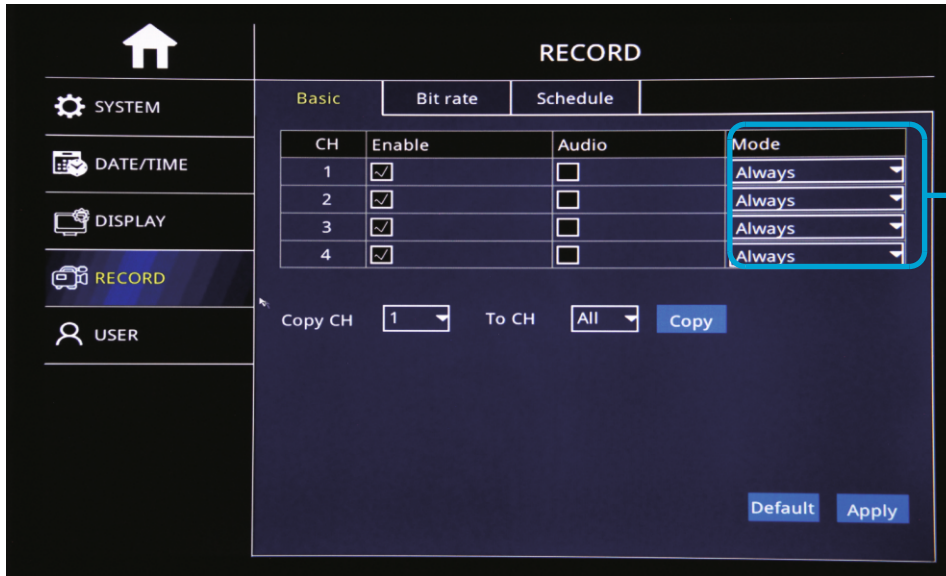 RECORD
SYSTEM
DATE/TIME
DISPLAY
RECORD
USER
Basic Bit rate Schedule
CH Enable Audio Mode
1 Always
2 Always
3 Always
4 Always
Copy CH 1 To CH All Copy
Default Apply